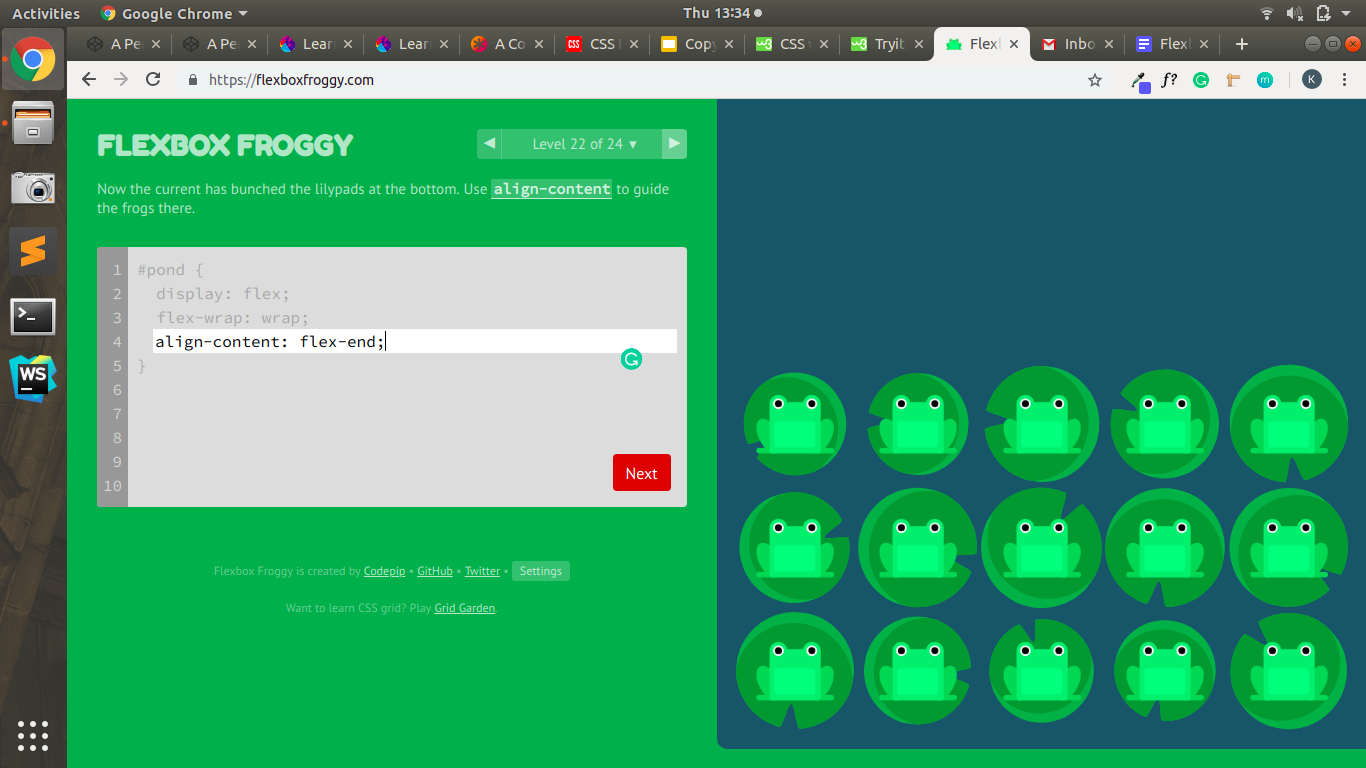 Activities
Google Chrome
Thu 13:34
A Pe
A Pe
Lear
Lear
A Co
CSS
Copy
CSS v
Tryit
Flex
Inbo
Flex
https://flexboxfroggy.com
f?
m
K
FLEXBOX FROGGY
Level 22 of 24 ▾
Now the current has bunched the lilypads at the bottom. Use align-content to guide
the frogs there.
1 #pond {
2 display: flex;
3 flex-wrap: wrap;
4 align-content: flex-end;
5 }
6
7
8
9
10
Next
Flexbox Froggy is created by Codepip • GitHub • Twitter • Settings
Want to learn CSS grid? Play Grid Garden.
WS